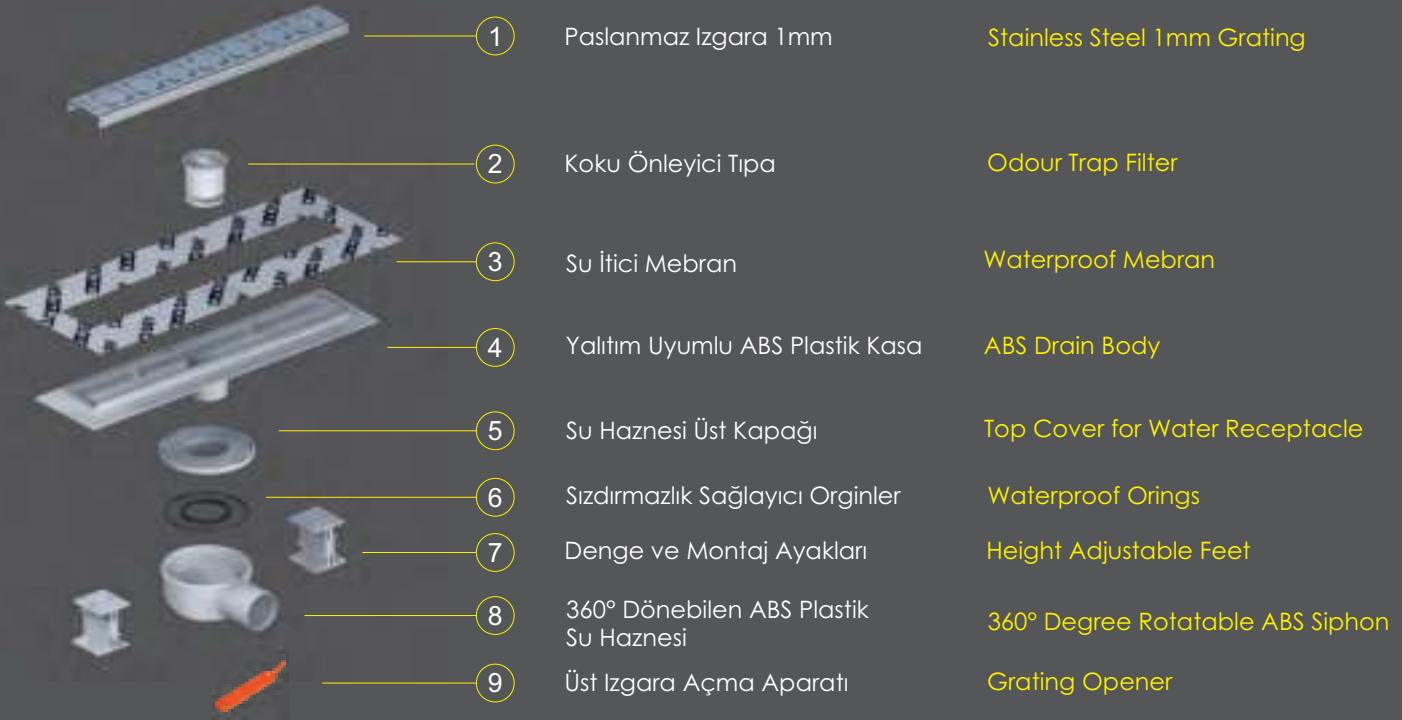 1 Paslanmaz Izgara 1mm Stainless Steel 1mm Grating
2 Koku Önleyici Tıpa Odour Trap Filter
3 Su İtici Mebran Waterproof Mebran
4 Yalıtım Uyumlu ABS Plastik Kasa ABS Drain Body
5 Su Haznesi Üst Kapağı Top Cover for Water Receptacle
6 Sızdırmazlık Sağlayıcı Orginler Waterproof Orings
7 Denge ve Montaj Ayakları Height Adjustable Feet
8 360° Dönebilen ABS Plastik
Su Haznesi
360° Degree Rotatable ABS Siphon
9 Üst Izgara Açma Aparatı Grating Opener